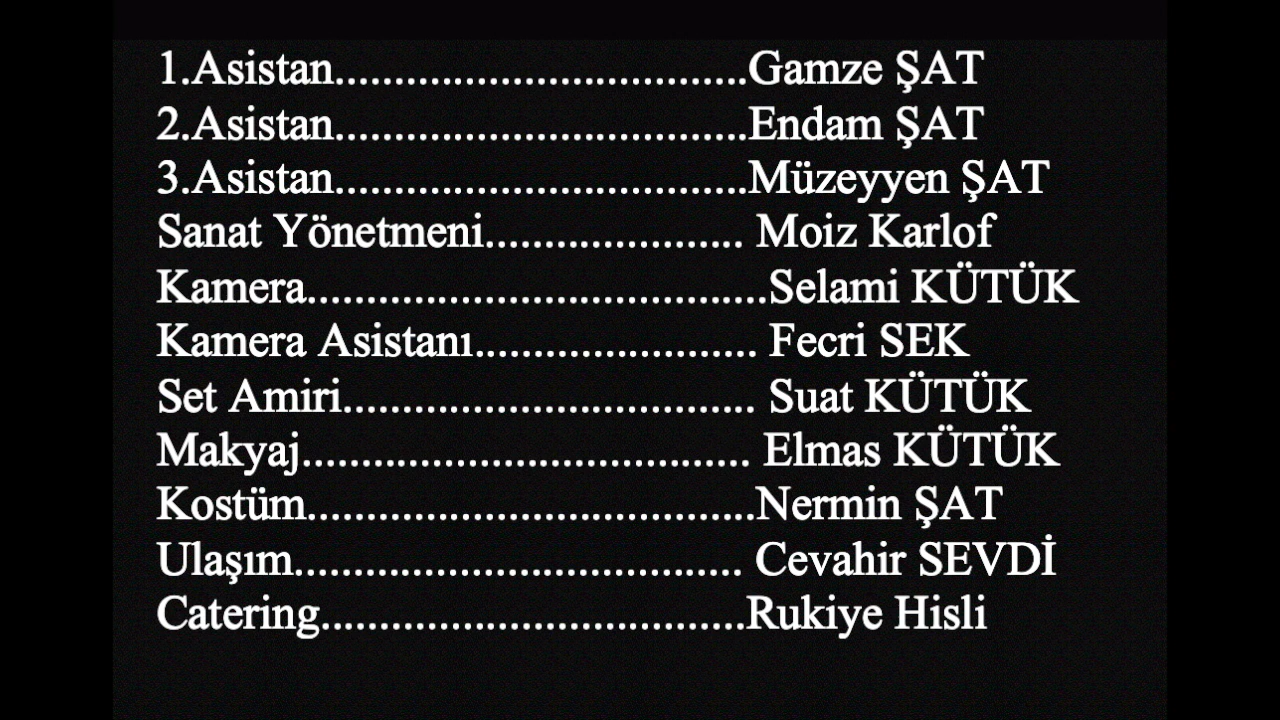 1.Asistan...................................Gamze ŞAT
2.Asistan...................................Endam ŞAT
3.Asistan...................................Müzeyyen ŞAT
Sanat Yönetmeni...................... Moiz Karlof
Kamera.......................................Selami KÜTÜK
Kamera Asistanı........................ Fecri SEK
Set Amiri................................... Suat KÜTÜK
Makyaj...................................... Elmas KÜTÜK
Kostüm......................................Nermin ŞAT
Ulaşım...................................... Cevahir SEVDİ
Catering....................................Rukiye Hisli